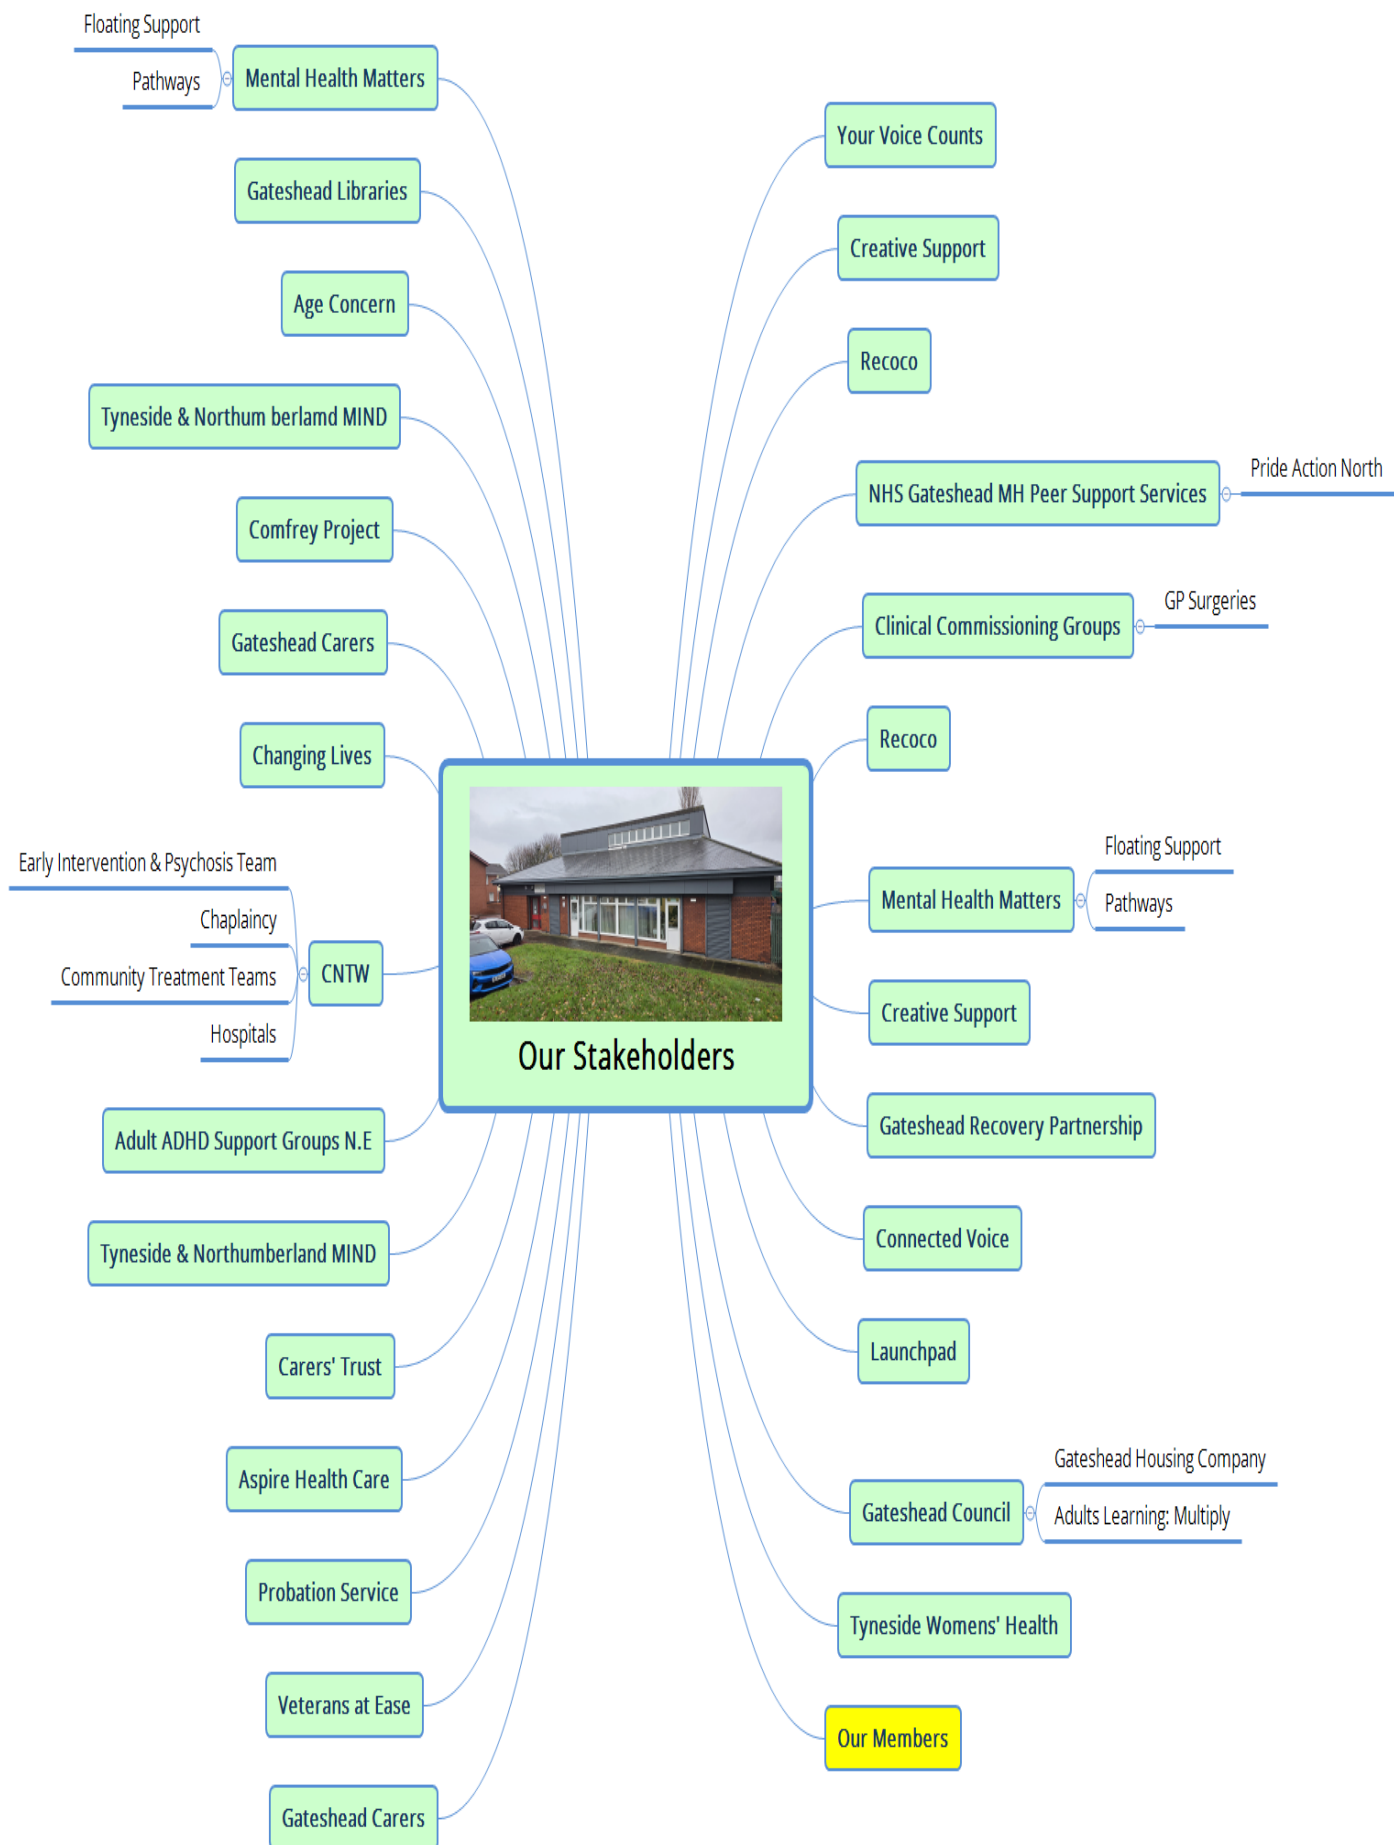 Floating Support
Pathways
Mental Health Matters
Gateshead Libraries
Age Concern
Tyneside & Northum berlamd MIND
Comfrey Project
Gateshead Carers
Changing Lives
Early Intervention & Psychosis Team
Chaplaincy
Community Treatment Teams
Hospitals
CNTW
Adult ADHD Support Groups N.E
Tyneside & Northumberland MIND
Carers' Trust
Aspire Health Care
Probation Service
Veterans at Ease
Gateshead Carers
Our Stakeholders
Your Voice Counts
Creative Support
Recoco
NHS Gateshead MH Peer Support Services
Pride Action North
Clinical Commissioning Groups
GP Surgeries
Recoco
Mental Health Matters
Floating Support
Pathways
Creative Support
Gateshead Recovery Partnership
Connected Voice
Launchpad
Gateshead Council
Gateshead Housing Company
Adults Learning: Multiply
Tyneside Womens' Health
Our Members